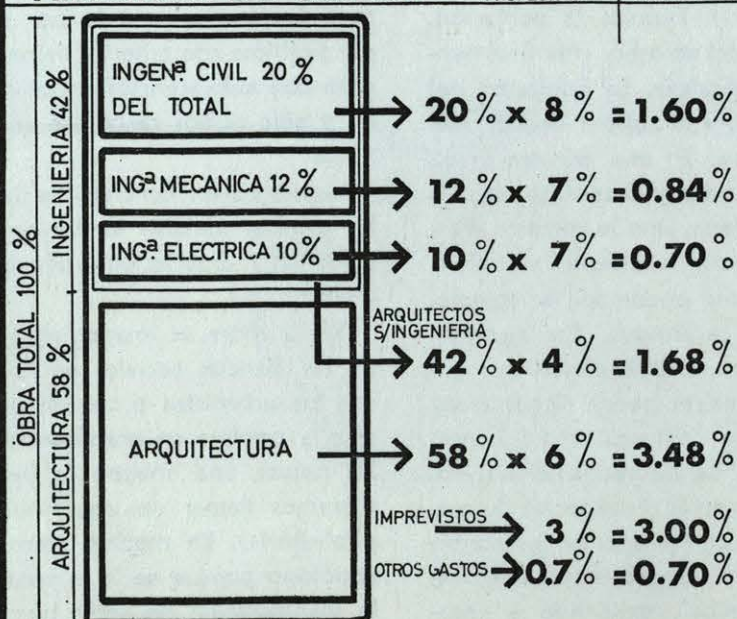 OBRA TOTAL 100 %
INGENIERIA 42 %
ARQUITECTURA 58 %
INGENª. CIVIL 20 %
DEL TOTAL
20 % x 8 % = 1.60 %
INGª. MECANICA 12 %
12 % x 7 % = 0.84 %
INGª. ELECTRICA 10 %
10 % x 7 % = 0.70 °
ARQUITECTOS
S/INGENIERIA
42 % x 4 % = 1.68 %
ARQUITECTURA
58 % x 6 % = 3.48 %
IMPREVISTOS
3 % = 3.00 %
OTROS GASTOS
0.7 % = 0.70 %